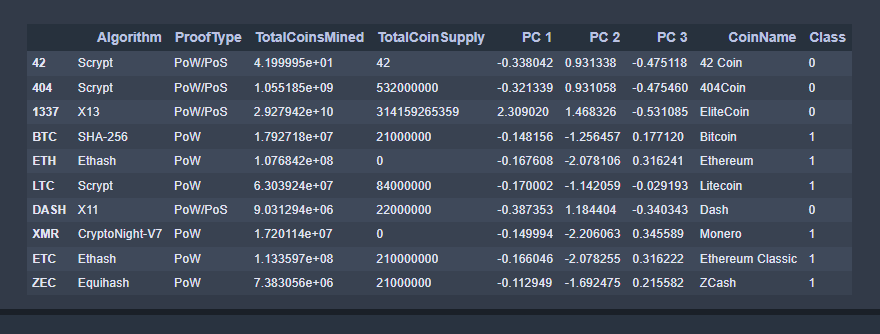 Algorithm ProofType TotalCoinsMined TotalCoinSupply PC 1 PC 2 PC 3 CoinName Class
42 Scrypt PoW/PoS 4.199995e+01 42 -0.338042 0.931338 -0.475118 42 Coin 0
404 Scrypt PoW/PoS 1.055185e+09 532000000 -0.321339 0.931058 -0.475460 404Coin 0
1337 X13 PoW/PoS 2.927942e+10 314159265359 2.309020 1.468326 -0.531085 EliteCoin 0
BTC SHA-256 PoW 1.792718e+07 21000000 -0.148156 -1.256457 0.177120 Bitcoin 1
ETH Ethash PoW 1.076842e+08 0 -0.167608 -2.078106 0.316241 Ethereum 1
LTC Scrypt PoW 6.303924e+07 84000000 -0.170002 -1.142059 -0.029193 Litecoin 1
DASH X11 PoW/PoS 9.031294e+06 22000000 -0.387353 1.184404 -0.340343 Dash 0
XMR CryptoNight-V7 PoW 1.720114e+07 0 -0.149994 -2.206063 0.345589 Monero 1
ETC Ethash PoW 1.133597e+08 210000000 -0.166046 -2.078255 0.316222 Ethereum Classic 1
ZEC Equihash PoW 7.383056e+06 21000000 -0.112949 -1.692475 0.215582 ZCash 1